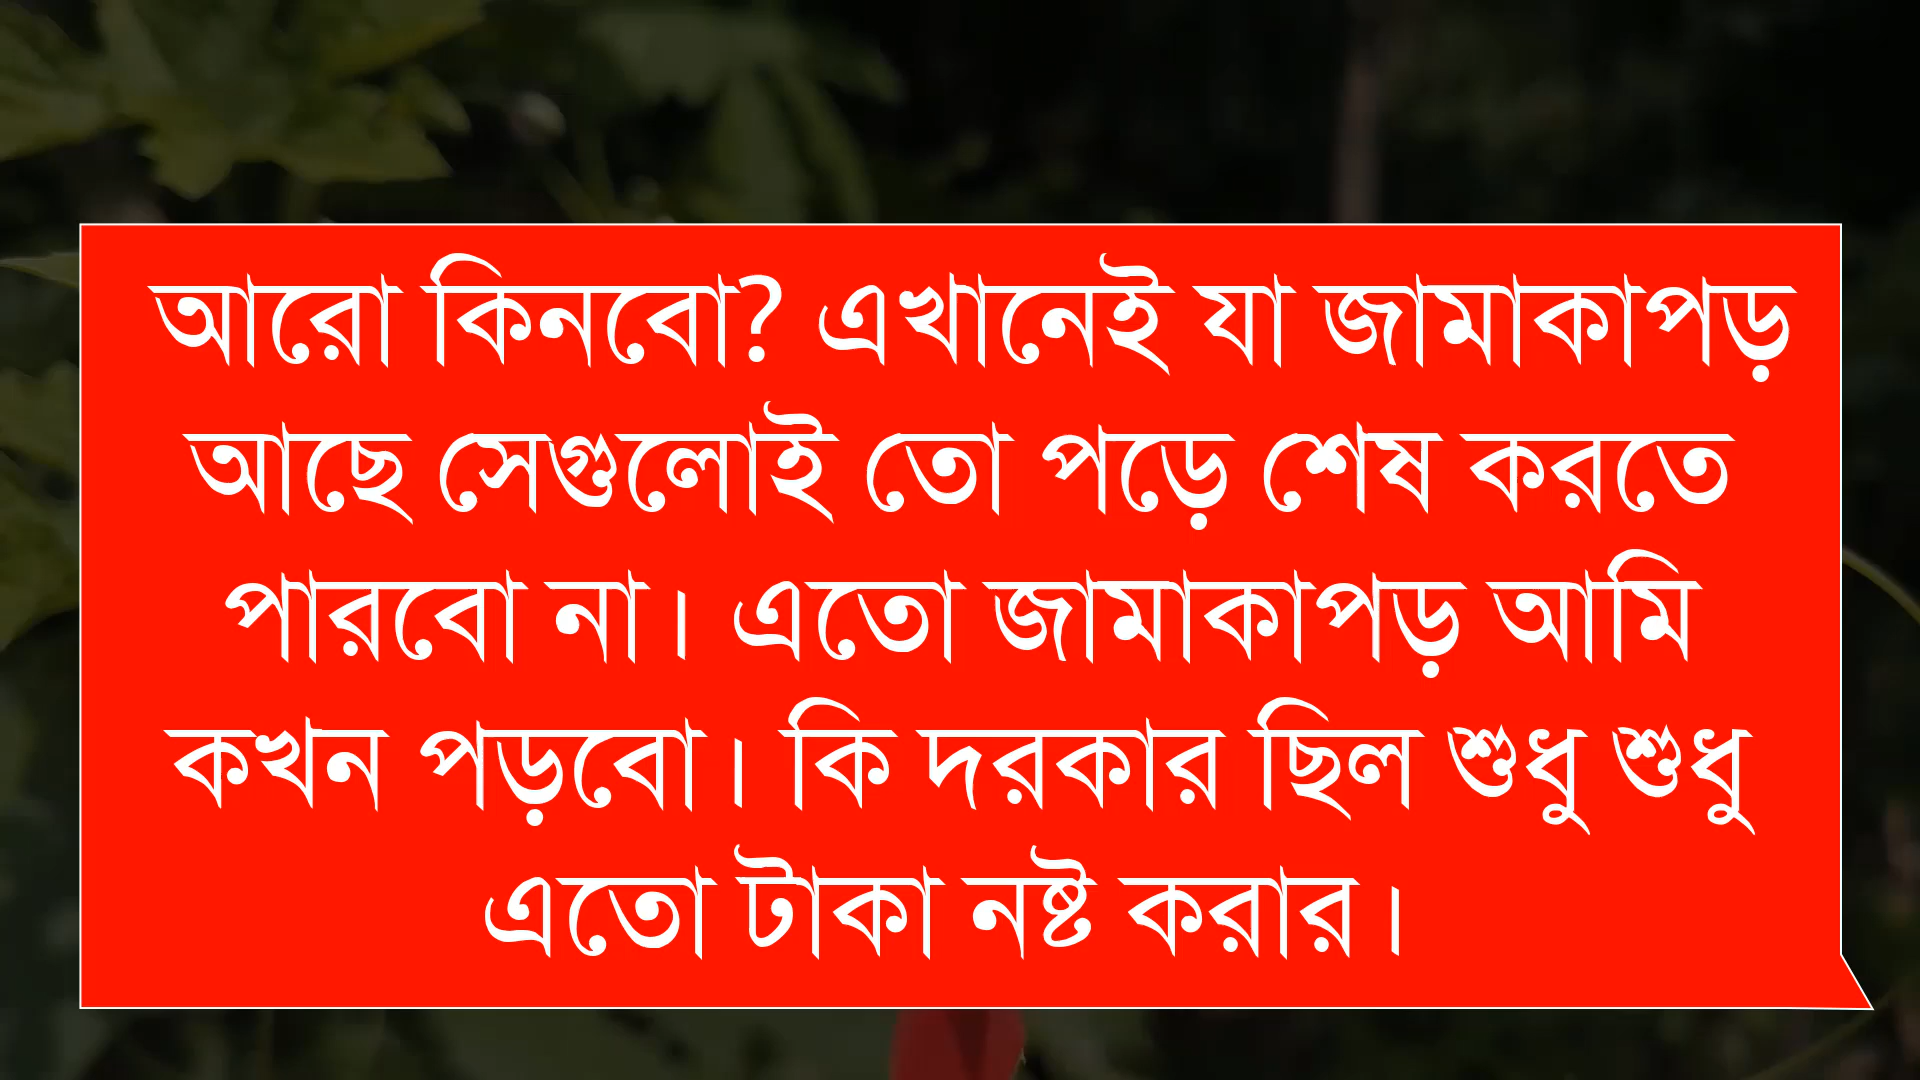 আরো কিনবো? এখানেই যা জামাকাপড়
আছে সেগুলোই তো পড়ে শেষ করতে
পারবো না। এতো জামাকাপড় আমি
কখন পড়বো। কি দরকার ছিল শুধু শুধু
এতো টাকা নষ্ট করার।